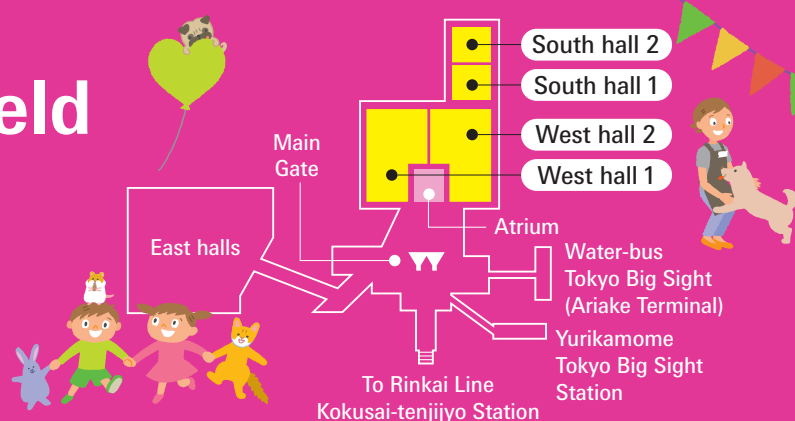 eld
South hall 2
South hall 1
West hall 2
West hall 1
Main
Gate
Atrium
East halls
Water-bus
Tokyo Big Sight
(Ariake Terminal)
Yurikamome
Tokyo Big Sight
Station
To Rinkai Line
Kokusai-tenjijyo Station